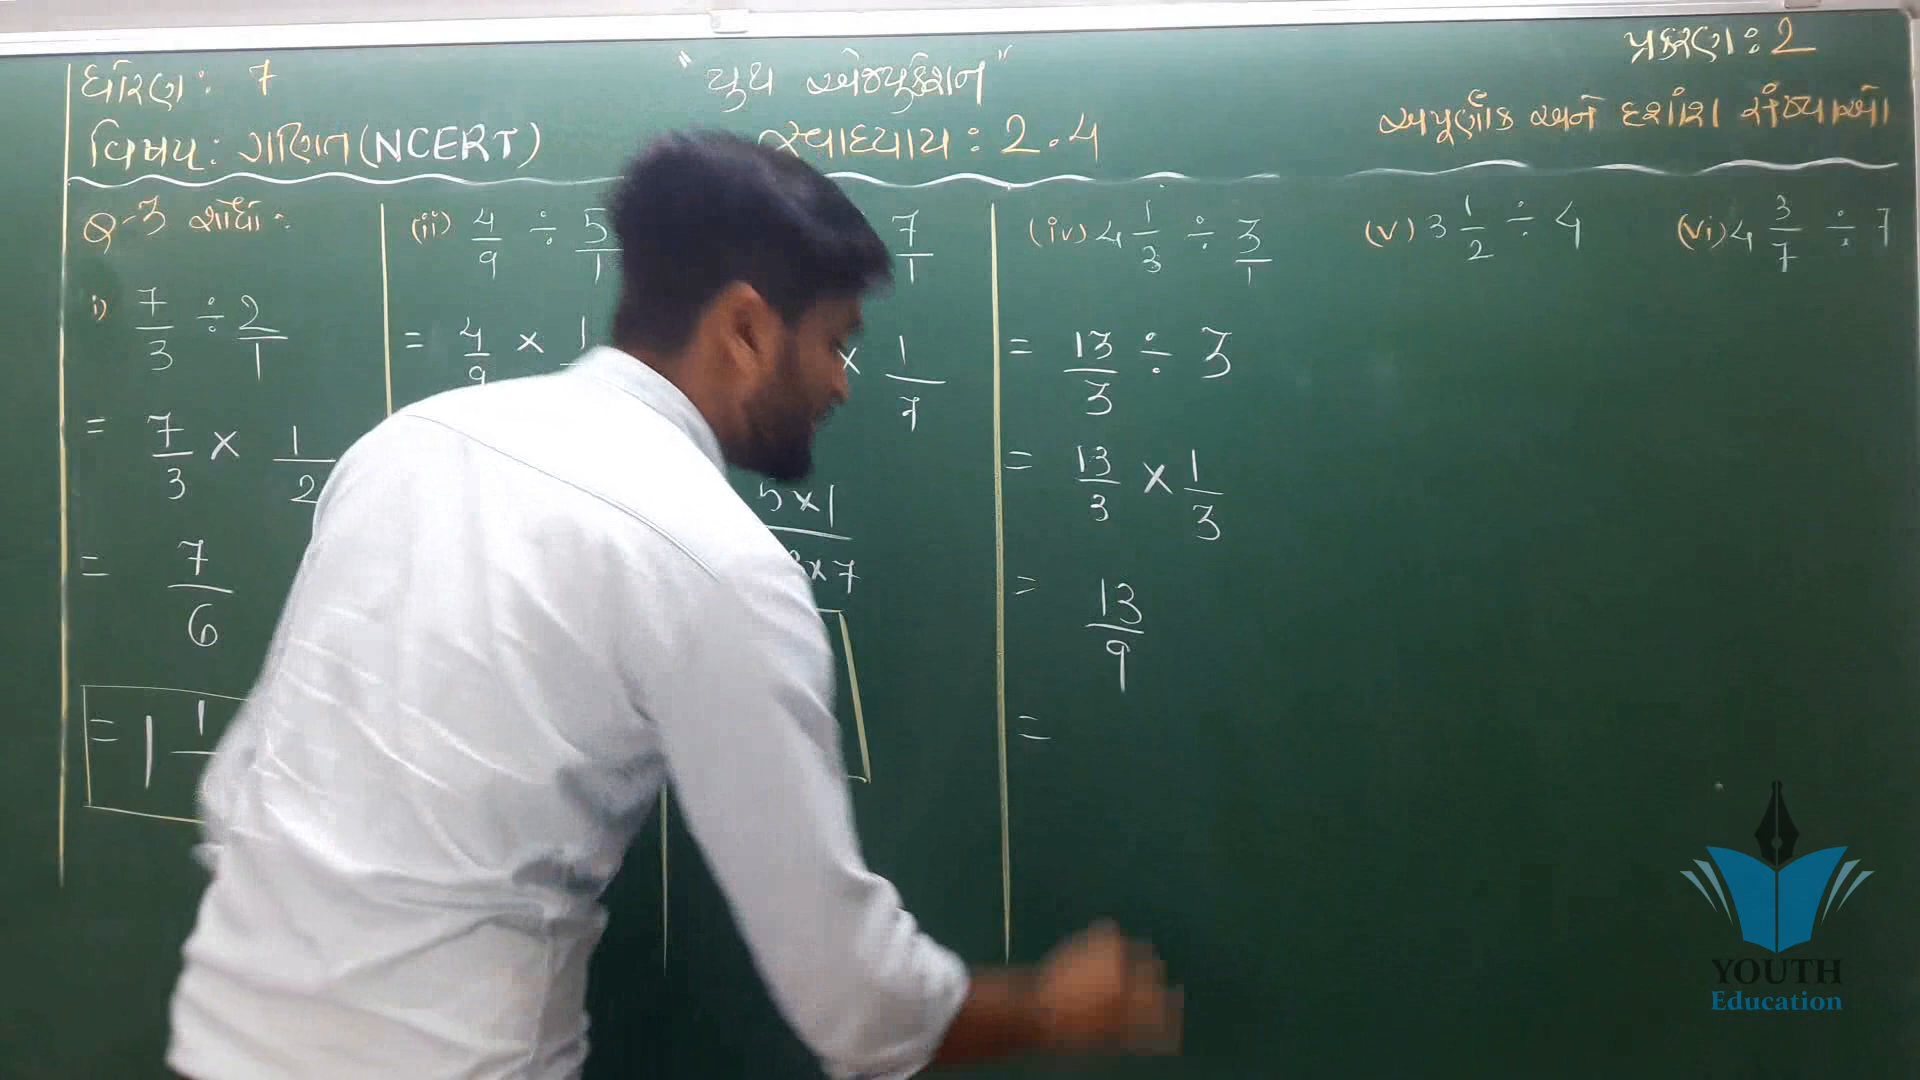 ધોરણ : 7
"યુથ એજ્યુકેશન"
પ્રકરણ : 2
વિષય : ગણિત (NCERT)
સ્વાધ્યાય : 2.4
અપૂર્ણાંક અને દશાંશ સંખ્યાઓ
Q-3 શોધો :
i) 7/3 ÷ 2/1
= 7/3 × 1/2
= 7/6
= 1 1
(ii) 4/9 ÷ 5/1
= 4/9 × 1
7/1
× 1/7
5×1
×7
(iv) 4 1/3 ÷ 3/1
= 13/3 ÷ 3
= 13/3 × 1/3
= 13/9
=
(v) 3 1/2 ÷ 4
(vi) 4 3/7 ÷ 7
YOUTH
Education